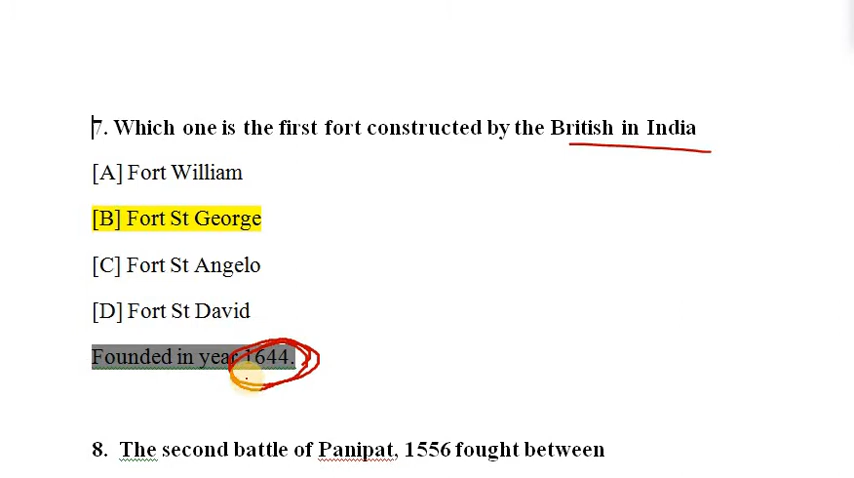 7. Which one is the first fort constructed by the British in India
[A] Fort William
[B] Fort St George
[C] Fort St Angelo
[D] Fort St David
Founded in year 1644.
8. The second battle of Panipat, 1556 fought between